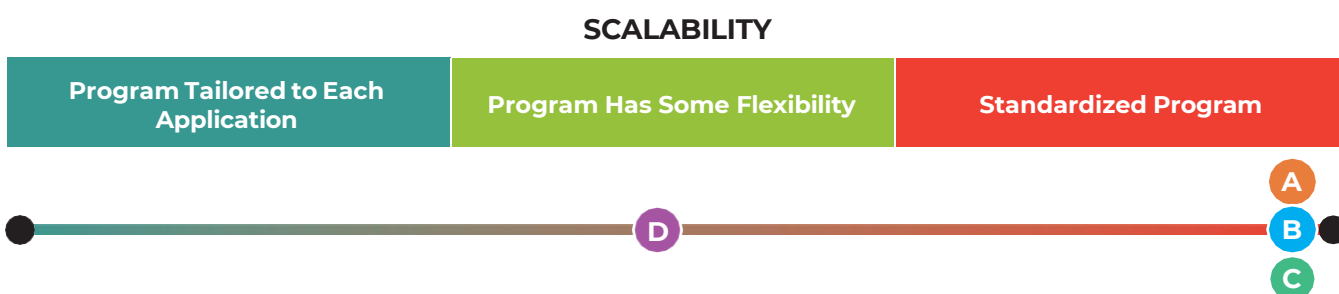 SCALABILITY
Program Tailored to Each
Application
Program Has Some Flexibility
Standardized Program
A
D
B
C